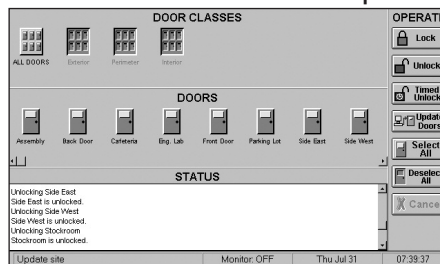 DOOR CLASSES
ALL DOORS
Exterior
Perimeter
Interior
DOORS
Assembly
Back Door
Cafeteria
Eng. Lab
Front Door
Parking Lot
Side East
Side West
STATUS
Unlocking Side East
Side East is unlocked.
Unlocking Side West
Side West is unlocked.
Unlocking Stockroom
Stockroom is unlocked.
OPERATI
Lock
Unlock
Timed
Unlock
Update
Doors
Select
All
Deselec
All
Cance
Update site
Monitor: OFF
Thu Jul 31
07:39:37